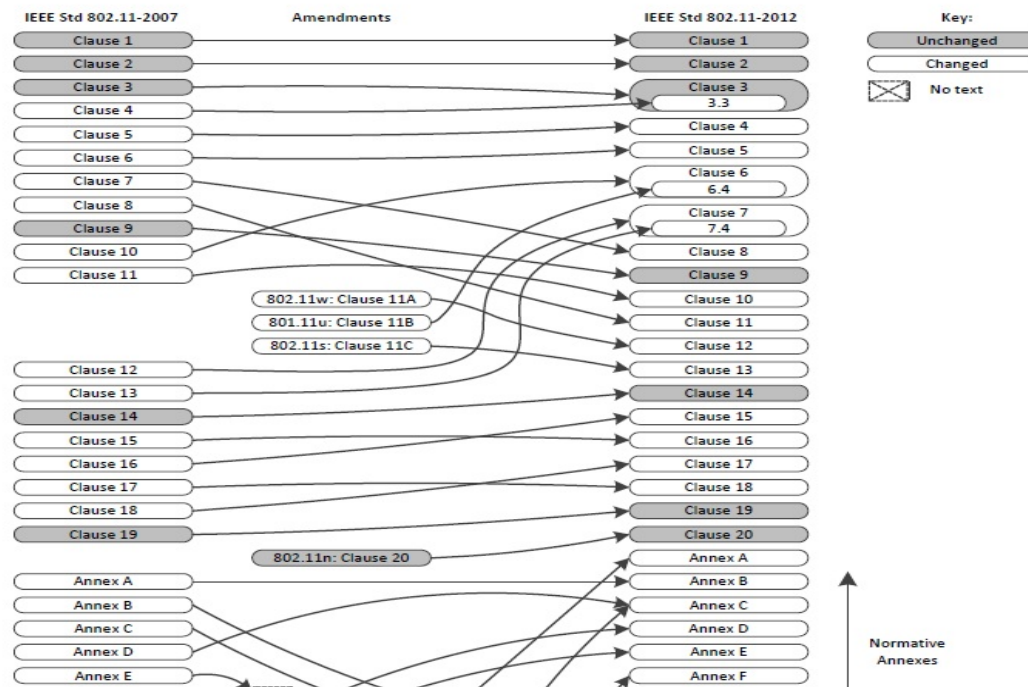 IEEE Std 802.11-2007 Amendments IEEE Std 802.11-2012 Key:
Clause 1 Clause 1 Unchanged
Clause 2 Clause 2 Changed
Clause 3 Clause 3 No text
Clause 4 3.3
Clause 5 Clause 4
Clause 6 Clause 5
Clause 7 Clause 6
Clause 8 6.4
Clause 9 Clause 7
7.4
Clause 10 Clause 8
Clause 11 Clause 9
802.11w: Clause 11A Clause 10
801.11u: Clause 11B Clause 11
802.11s: Clause 11C Clause 12
Clause 12 Clause 13
Clause 13 Clause 14
Clause 14 Clause 15
Clause 15 Clause 16
Clause 16 Clause 17
Clause 17 Clause 18
Clause 18 Clause 19
Clause 19 Clause 20
802.11n: Clause 20 Annex A
Annex A Annex B
Annex B Annex C
Annex C Annex D
Annex D Annex E
Annex E Annex F
Normative
Annexes